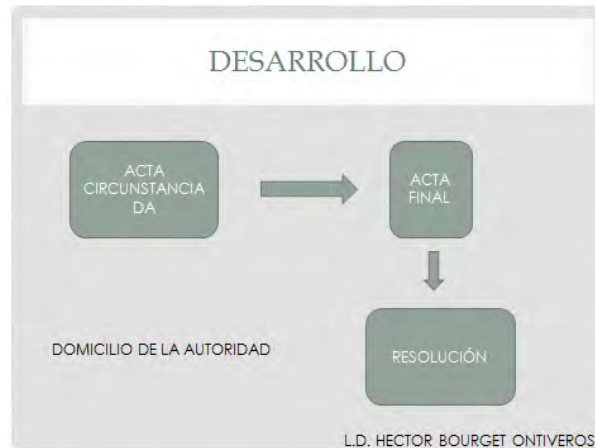 DESARROLLO
ACTA
CIRCUNSTANCIA
DA
ACTA
FINAL
DOMICILIO DE LA AUTORIDAD
RESOLUCIÓN
L.D. HECTOR BOURGET ONTIVEROS